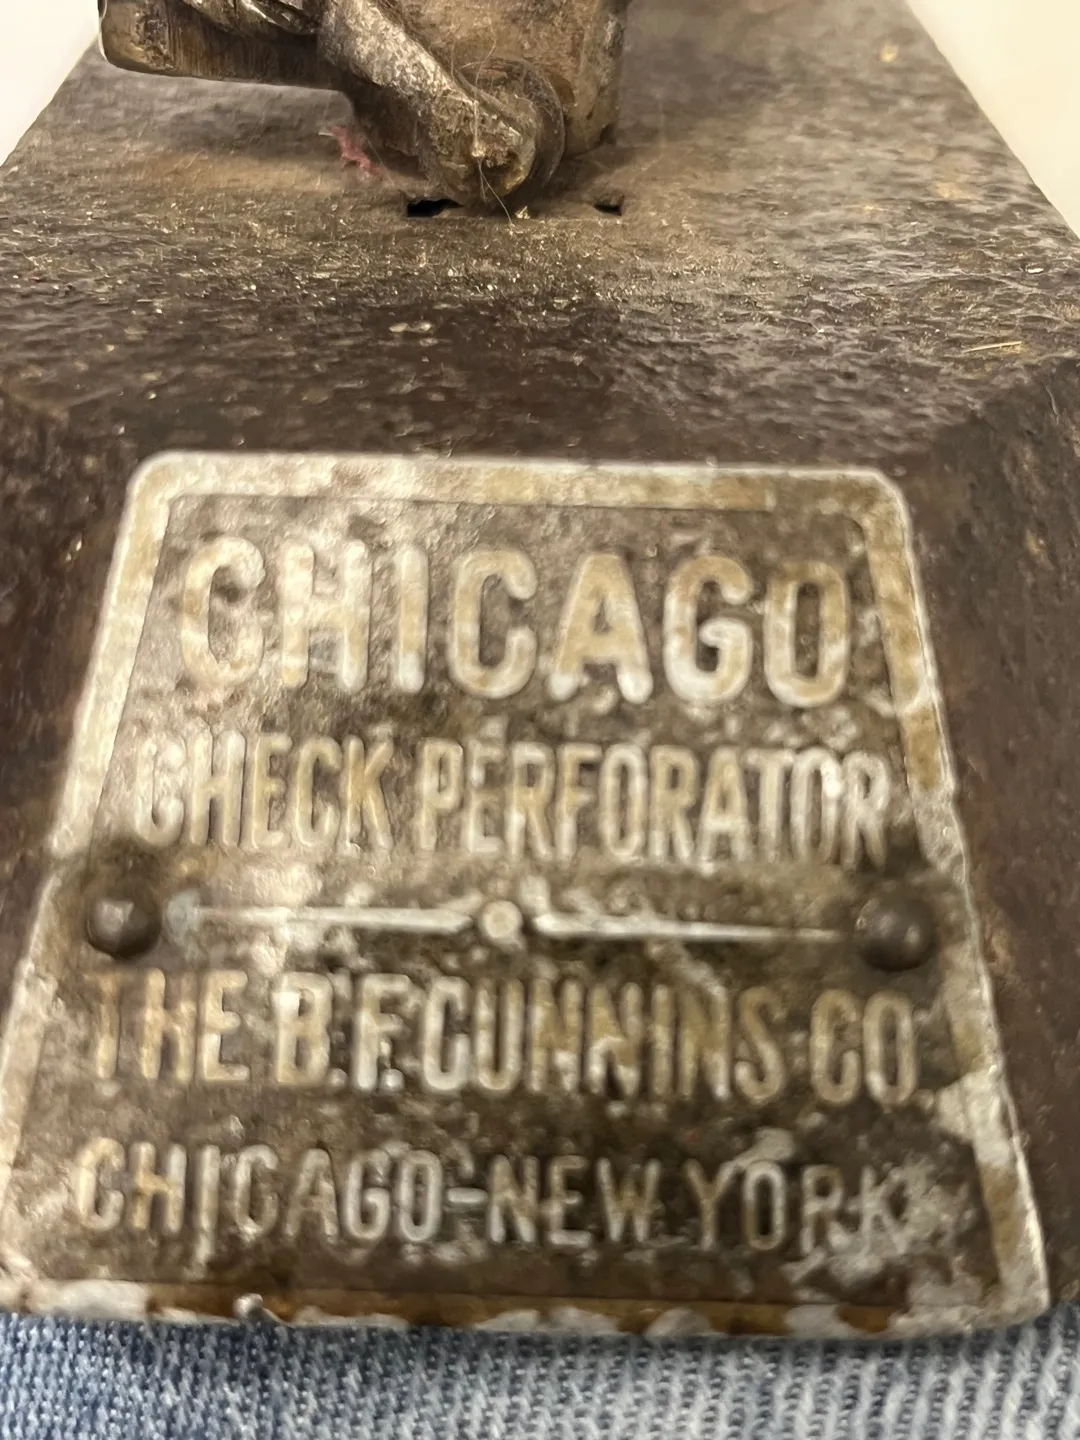 CHICAGO
CHECK PERFORATOR
THE B.F. CUNNINS CO.
CHICAGO-NEW YORK